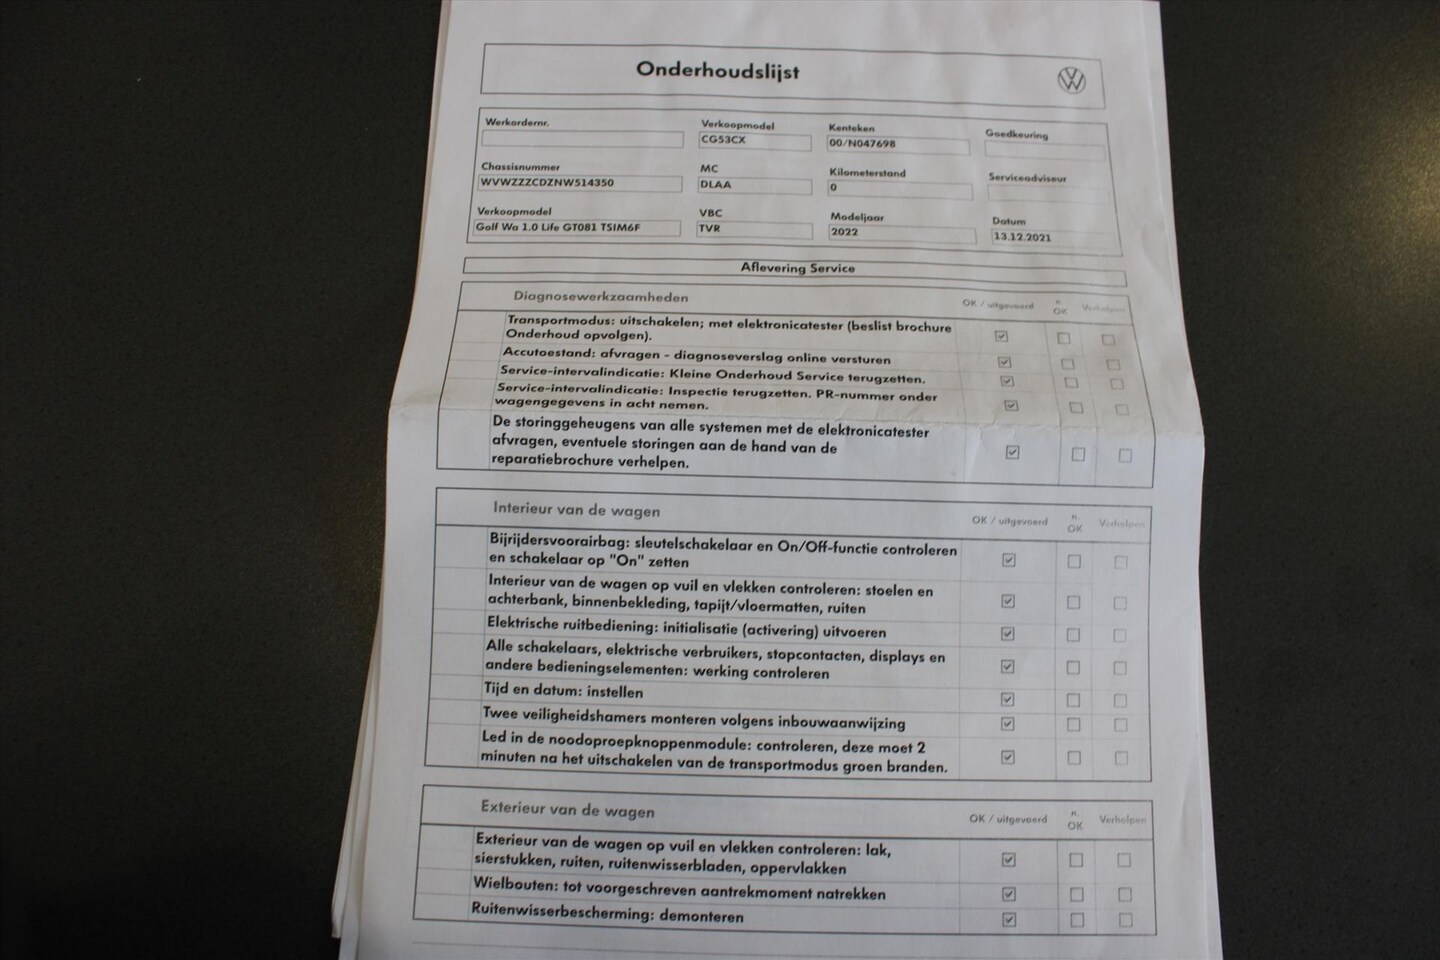 Onderhoudslijst
Werkordernr.
Verkoopmodel
CG53CX
Kenteken
00/N047698
Goedkeuring
Chassisnummer
WVWZZZCDZNW514350
MC
DLAA
Kilometerstand
0
Serviceadviseur
Verkoopmodel
Golf Wa 1.0 Life GT081 TSIM6F
VBC
TVR
Modeljaar
2022
Datum
13.12.2021
Aflevering Service
Diagnosewerkzaamheden
OK / uitgevoerd
n.
OK
Verholpen
Transportmodus: uitschakelen; met elektronicatester (beslist brochure
Onderhoud opvolgen).
Accutoestand: afvragen - diagnoseverslag online versturen
Service-intervalindicatie: Kleine Onderhoud Service terugzetten.
Service-intervalindicatie: Inspectie terugzetten. PR-nummer onder
wagengegevens in acht nemen.
De storinggeheugens van alle systemen met de elektronicatester
afvragen, eventuele storingen aan de hand van de
reparatiebrochure verhelpen.
Interieur van de wagen
OK / uitgevoerd
n.
OK
Verholpen
Bijrijdersvoorairbag: sleutelschakelaar en On/Off-functie controleren
en schakelaar op "On" zetten
Interieur van de wagen op vuil en vlekken controleren: stoelen en
achterbank, binnenbekleding, tapijt/vloermatten, ruiten
Elektrische ruitbediening: initialisatie (activering) uitvoeren
Alle schakelaars, elektrische verbruikers, stopcontacten, displays en
andere bedieningselementen: werking controleren
Tijd en datum: instellen
Twee veiligheidshamers monteren volgens inbouwaanwijzing
Led in de noodoproepknoppenmodule: controleren, deze moet 2
minuten na het uitschakelen van de transportmodus groen branden.
Exterieur van de wagen
OK / uitgevoerd
n.
OK
Verholpen
Exterieur van de wagen op vuil en vlekken controleren: lak,
sierstukken, ruiten, ruitenwisserbladen, oppervlakken
Wielbouten: tot voorgeschreven aantrekmoment natrekken
Ruitenwisserbescherming: demonteren